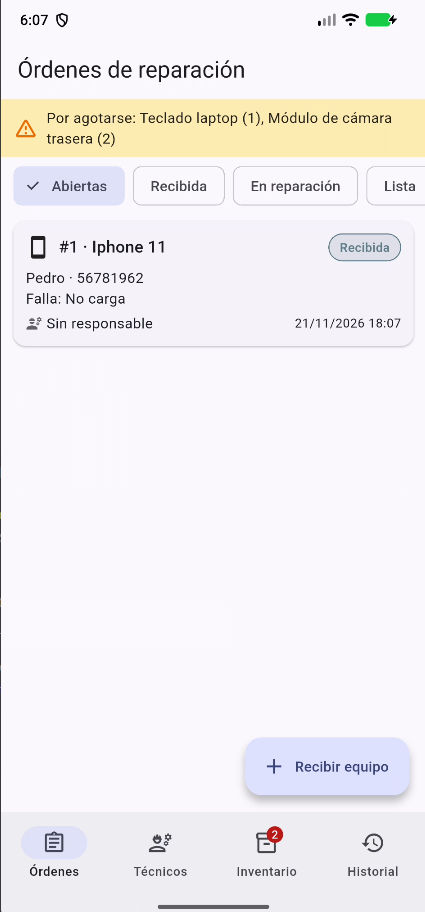 6:07
Órdenes de reparación
Por agotarse: Teclado laptop (1), Módulo de cámara
trasera (2)
Abiertas
Recibida
En reparación
Lista
#1 · Iphone 11
Recibida
Pedro · 56781962
Falla: No carga
Sin responsable
21/11/2026 18:07
Recibir equipo
2
Órdenes
Técnicos
Inventario
Historial